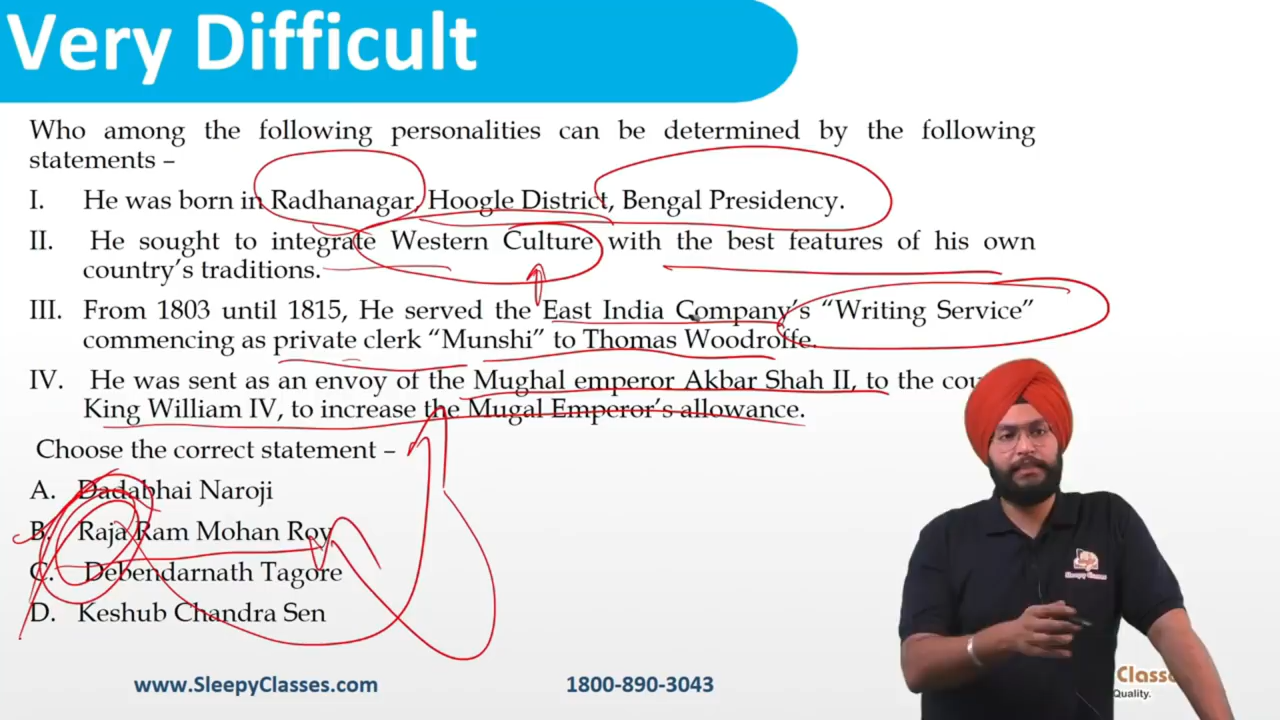 Very Difficult
Who among the following personalities can be determined by the following
statements –
I. He was born in Radhanagar, Hoogle District, Bengal Presidency.
II. He sought to integrate Western Culture with the best features of his own
country's traditions.
III. From 1803 until 1815, He served the East India Company's “Writing Service”
commencing as private clerk “Munshi” to Thomas Woodroffe.
IV. He was sent as an envoy of the Mughal emperor Akbar Shah II, to the
King William IV, to increase the Mugal Emperor's allowance.
Choose the correct statement –
A. Dadabhai Naroji
B. Raja Ram Mohan Roy
C. Debendarnath Tagore
D. Keshub Chandra Sen
Sleepy Classes
Quality.
www.SleepyClasses.com 1800-890-3043